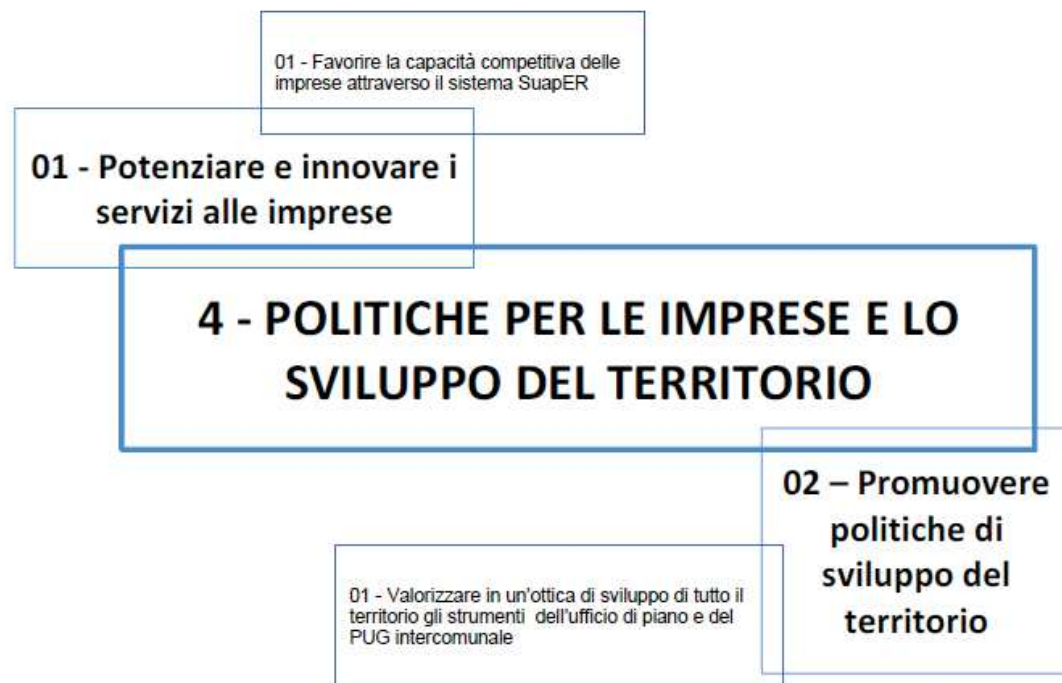 01 - Favorire la capacità competitiva delle
imprese attraverso il sistema SuapER
01 - Potenziare e innovare i
servizi alle imprese
4 - POLITICHE PER LE IMPRESE E LO
SVILUPPO DEL TERRITORIO
02 – Promuovere
politiche di
sviluppo del
territorio
01 - Valorizzare in un'ottica di sviluppo di tutto il
territorio gli strumenti dell'ufficio di piano e del
PUG intercomunale